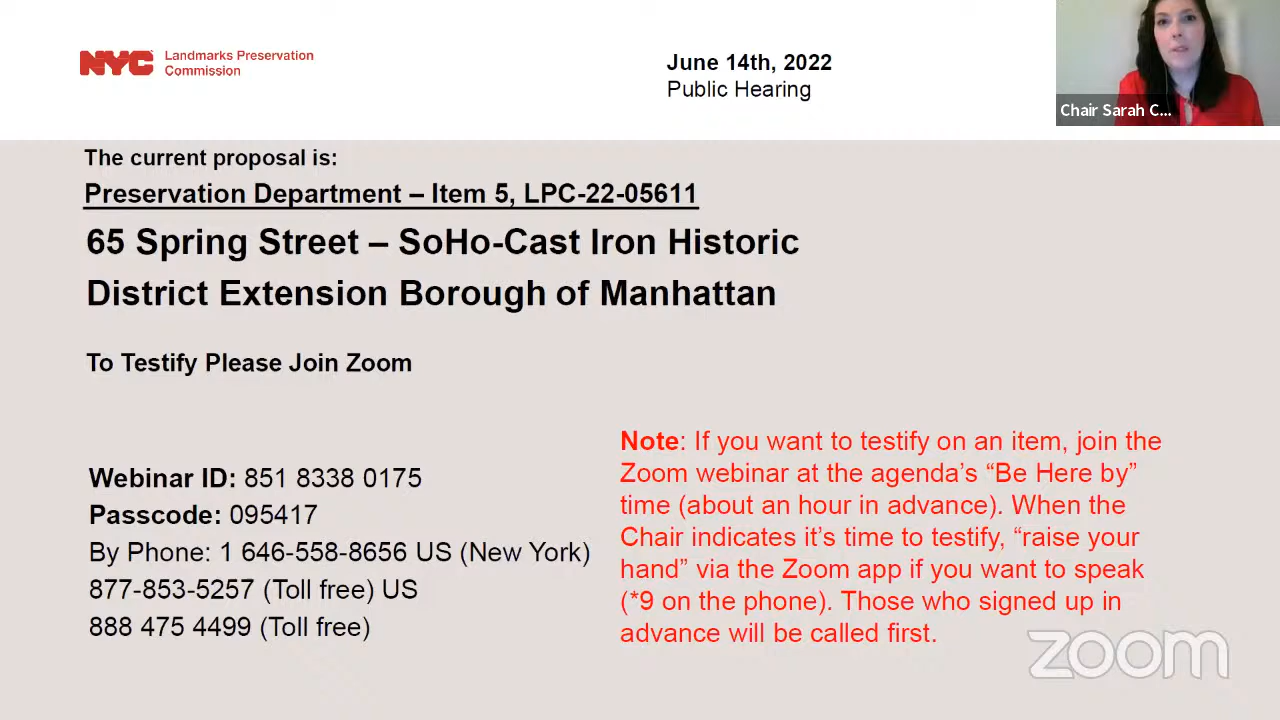 NYC Landmarks Preservation
Commission
June 14th, 2022
Public Hearing
Chair Sarah C...
The current proposal is:
Preservation Department – Item 5, LPC-22-05611
65 Spring Street – SoHo-Cast Iron Historic
District Extension Borough of Manhattan
To Testify Please Join Zoom
Webinar ID: 851 8338 0175
Passcode: 095417
By Phone: 1 646-558-8656 US (New York)
877-853-5257 (Toll free) US
888 475 4499 (Toll free)
Note: If you want to testify on an item, join the
Zoom webinar at the agenda’s “Be Here by”
time (about an hour in advance). When the
Chair indicates it’s time to testify, “raise your
hand” via the Zoom app if you want to speak
(*9 on the phone). Those who signed up in
advance will be called first.
zoom